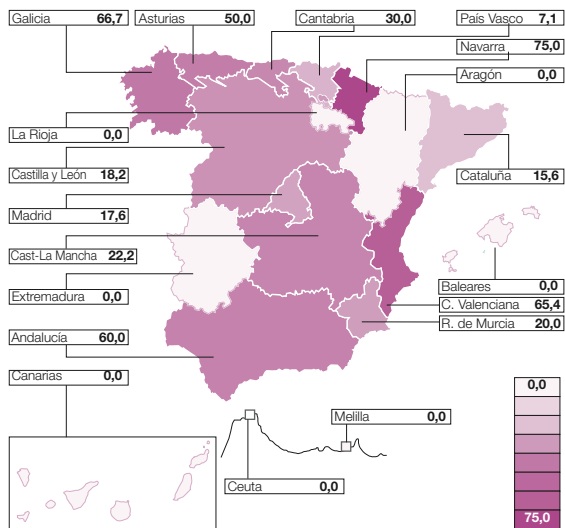 Galicia 66,7
Asturias 50,0
Cantabria 30,0
País Vasco 7,1
Navarra 75,0
Aragón 0,0
La Rioja 0,0
Castilla y León 18,2
Cataluña 15,6
Madrid 17,6
Cast-La Mancha 22,2
Baleares 0,0
Extremadura 0,0
C. Valenciana 65,4
R. de Murcia 20,0
Andalucía 60,0
Canarias 0,0
0,0
Melilla 0,0
Ceuta 0,0
75,0